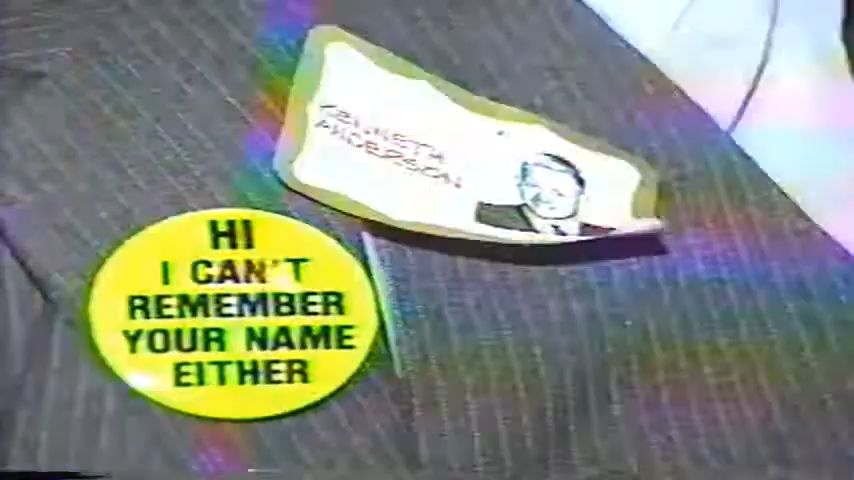 KENNETH
ANDERSON
HI
I CAN'T
REMEMBER
YOUR NAME
EITHER